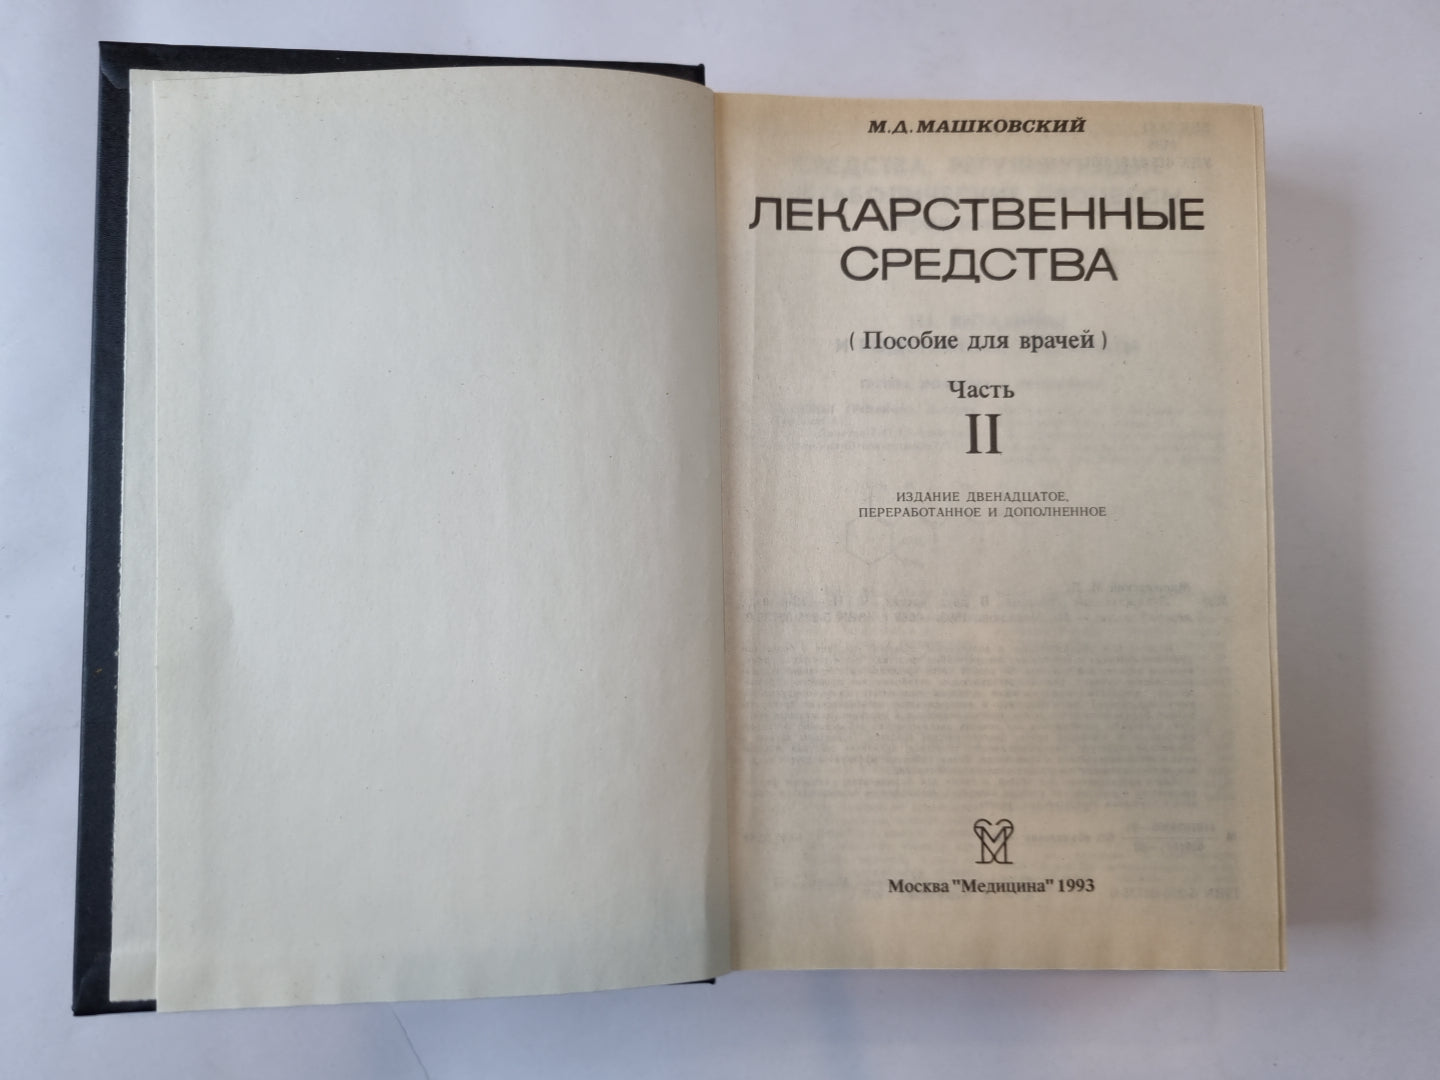 М.Д.МАШКОВСКИЙ
ЛЕКАРСТВЕННЫЕ
СРЕДСТВА
(Пособие для врачей)
Часть
II
ИЗДАНИЕ ДВЕНАДЦАТОЕ,
ПЕРЕРАБОТАННОЕ И ДОПОЛНЕННОЕ
Москва "Медицина" 1993